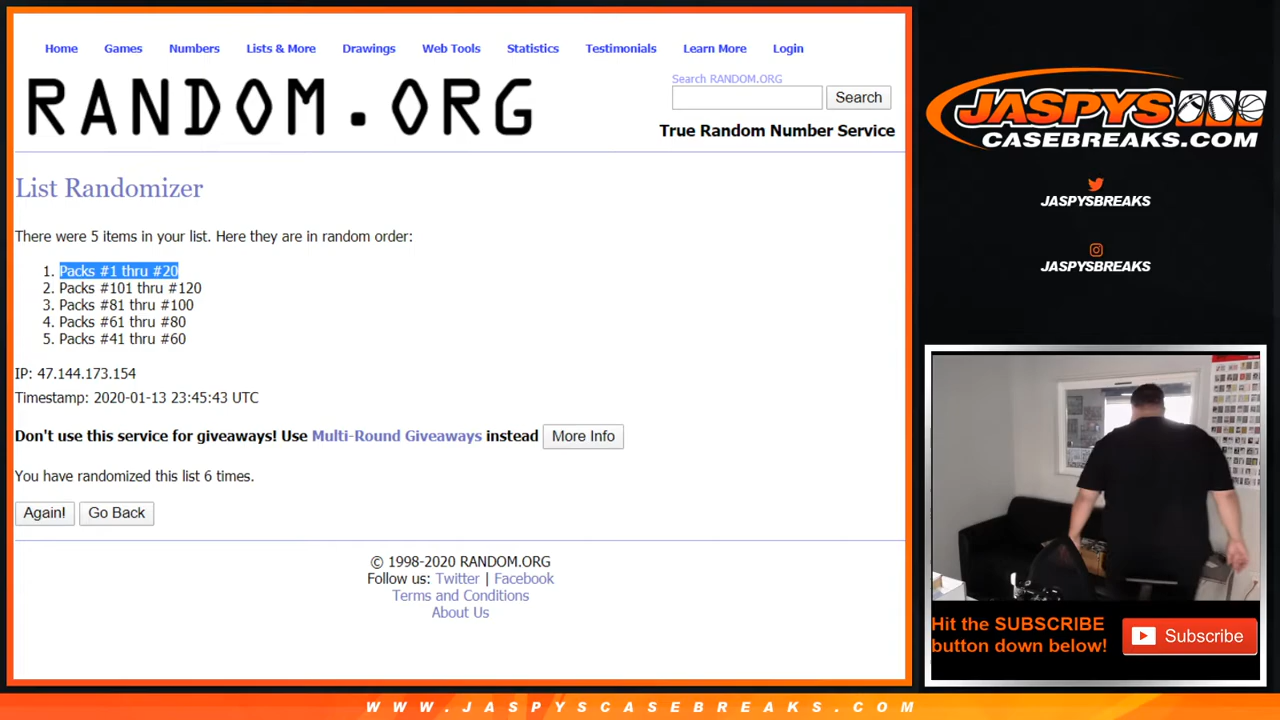 Home Games Numbers Lists & More Drawings Web Tools Statistics Testimonials Learn More Login
RANDOM.ORG
Search RANDOM.ORG
Search
True Random Number Service
List Randomizer
There were 5 items in your list. Here they are in random order:
1. Packs #1 thru #20
2. Packs #101 thru #120
3. Packs #81 thru #100
4. Packs #61 thru #80
5. Packs #41 thru #60
IP: 47.144.173.154
Timestamp: 2020-01-13 23:45:43 UTC
Don't use this service for giveaways! Use Multi-Round Giveaways instead More Info
You have randomized this list 6 times.
Again! Go Back
© 1998-2020 RANDOM.ORG
Follow us: Twitter | Facebook
Terms and Conditions
About Us
JASPYS
CASEBREAKS.COM
JASPYSBREAKS
JASPYSBREAKS
Hit the SUBSCRIBE
button down below!
Subscribe
WWW.JASPYSCASEBREAKS.COM